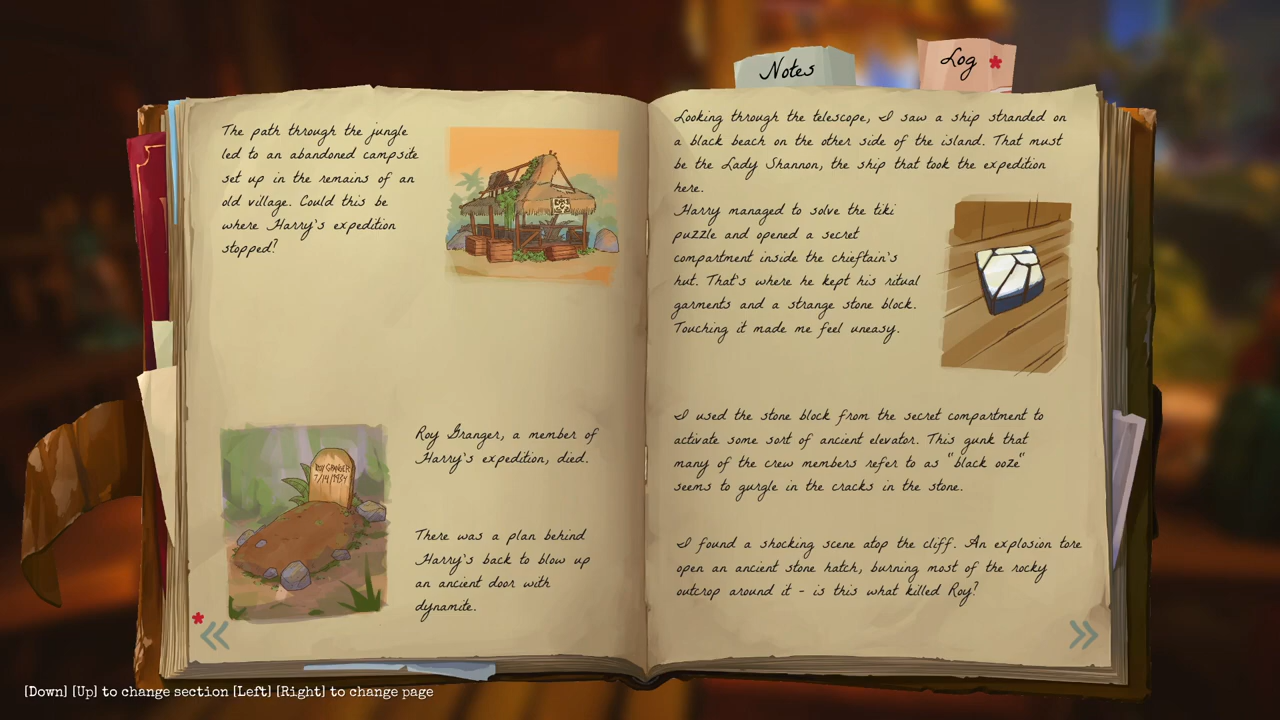 Notes
Log *
The path through the jungle
led to an abandoned campsite
set up in the remains of an
old village. Could this be
where Harry's expedition
stopped?
ROY GRANGER
7/14/1934
Roy Granger, a member of
Harry's expedition, died.
There was a plan behind
Harry's back to blow up
an ancient door with
dynamite.
*
Looking through the telescope, I saw a ship stranded on
a black beach on the other side of the island. That must
be the Lady Shannon, the ship that took the expedition
here.
Harry managed to solve the tiki
puzzle and opened a secret
compartment inside the chieftain's
hut. That's where he kept his ritual
garments and a strange stone block.
Touching it made me feel uneasy.
I used the stone block from the secret compartment to
activate some sort of ancient elevator. This gunk that
many of the crew members refer to as "black ooze"
seems to gurgle in the cracks in the stone.
I found a shocking scene atop the cliff. An explosion tore
open an ancient stone hatch, burning most of the rocky
outcrop around it - is this what killed Roy?
[Down] [Up] to change section [Left] [Right] to change page